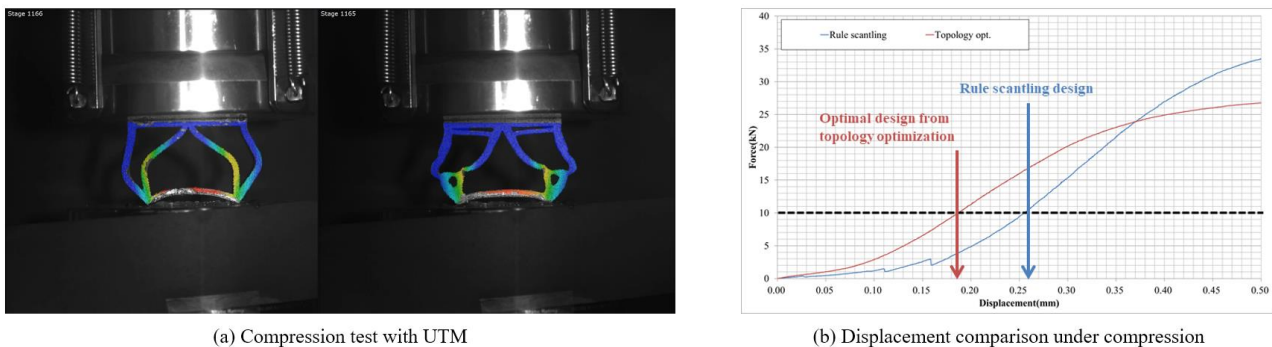 Stage 1166
Stage 1165
(a) Compression test with UTM
Force(kN)
40
35
30
25
20
15
10
5
0
Rule scantling
Topology opt.
Rule scantling design
Optimal design from
topology optimization
0.00 0.05 0.10 0.15 0.20 0.25 0.30 0.35 0.40 0.45 0.50
Displacement(mm)
(b) Displacement comparison under compression